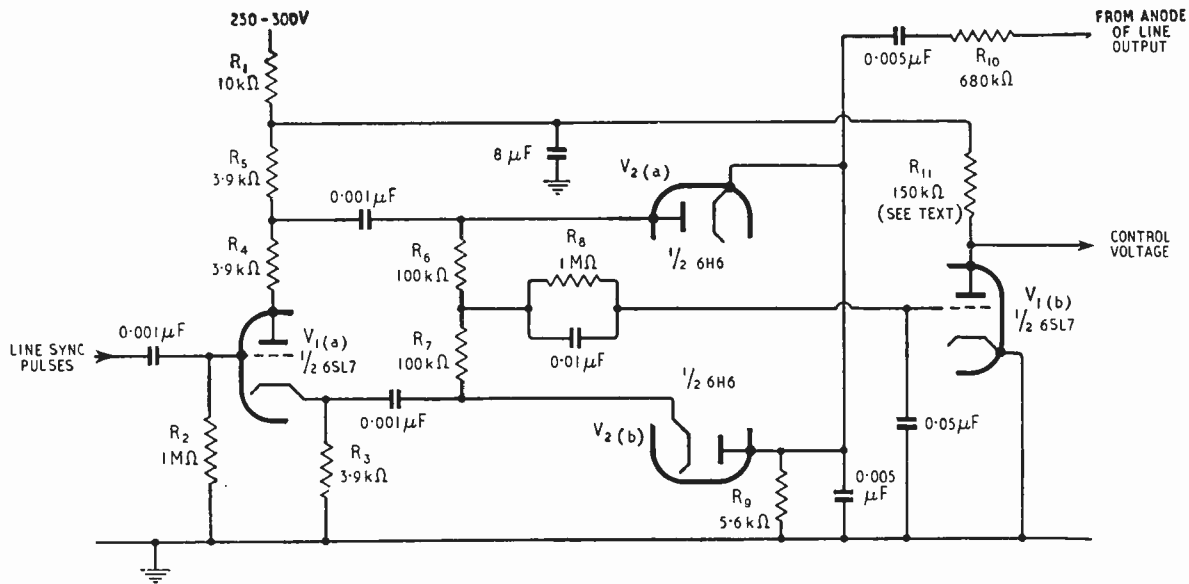 230-300V
R1
10kΩ
R5
3.9kΩ
R4
3.9kΩ
0.001μF
8 μF
V2(a)
1/2 6H6
FROM ANODE
OF LINE
OUTPUT
0.005μF
R10
680kΩ
R11
150kΩ
(SEE TEXT)
CONTROL
VOLTAGE
V1(b)
1/2 6SL7
R6
100kΩ
R8
1MΩ
0.01μF
R7
100kΩ
LINE SYNC
PULSES
0.001μF
V1(a)
1/2 6SL7
R2
1MΩ
R3
3.9kΩ
0.001μF
1/2 6H6
V2(b)
R9
5.6kΩ
0.005
μF
0.05μF